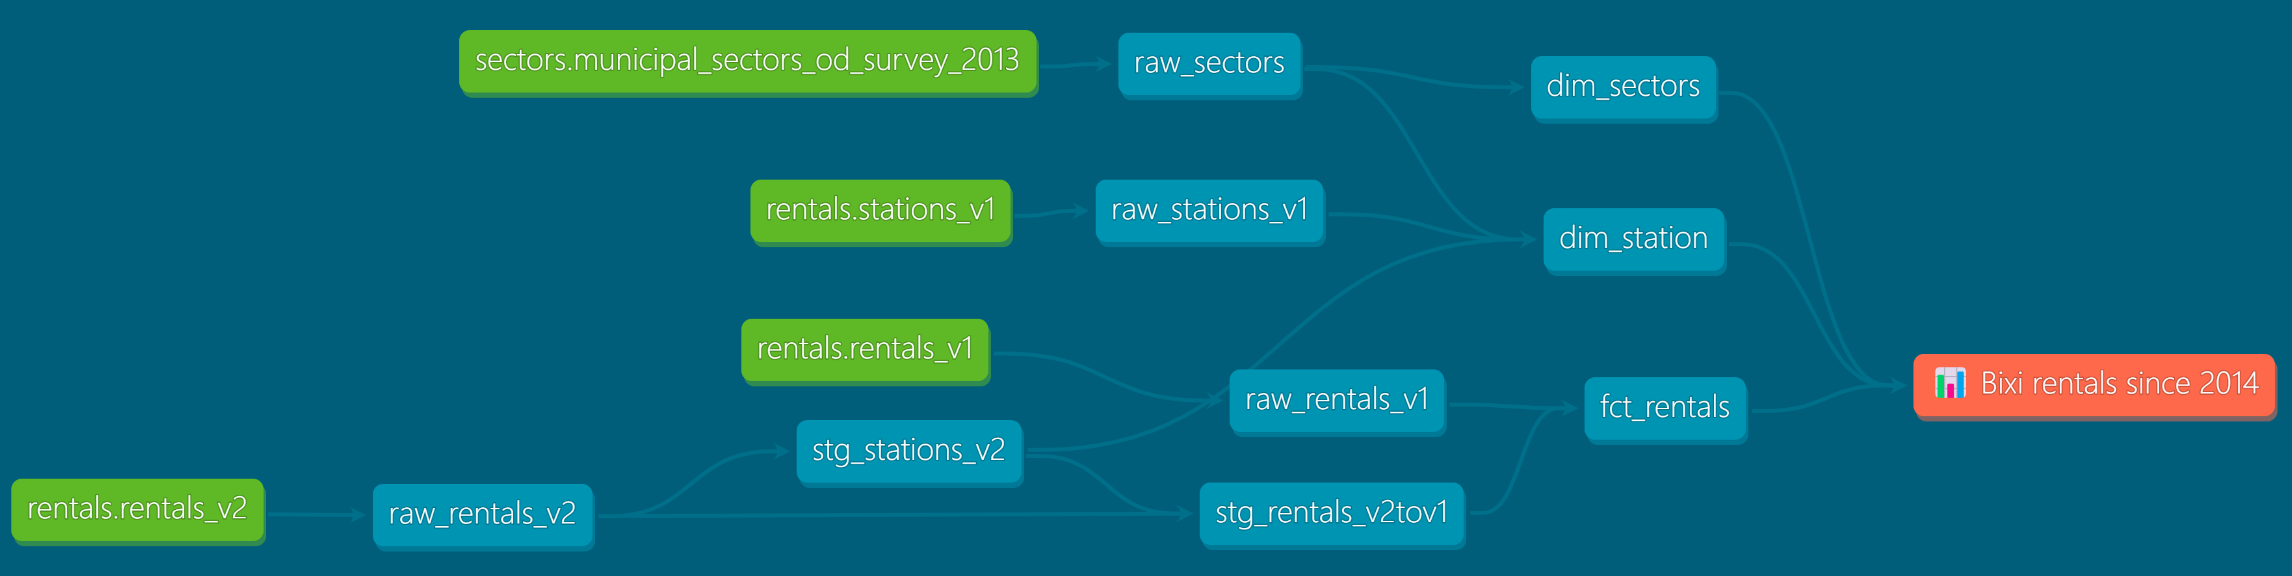 sectors.municipal_sectors_od_survey_2013
raw_sectors
dim_sectors
rentals.stations_v1
raw_stations_v1
dim_station
rentals.rentals_v1
raw_rentals_v1
fct_rentals
Bixi rentals since 2014
stg_stations_v2
rentals.rentals_v2
raw_rentals_v2
stg_rentals_v2tov1